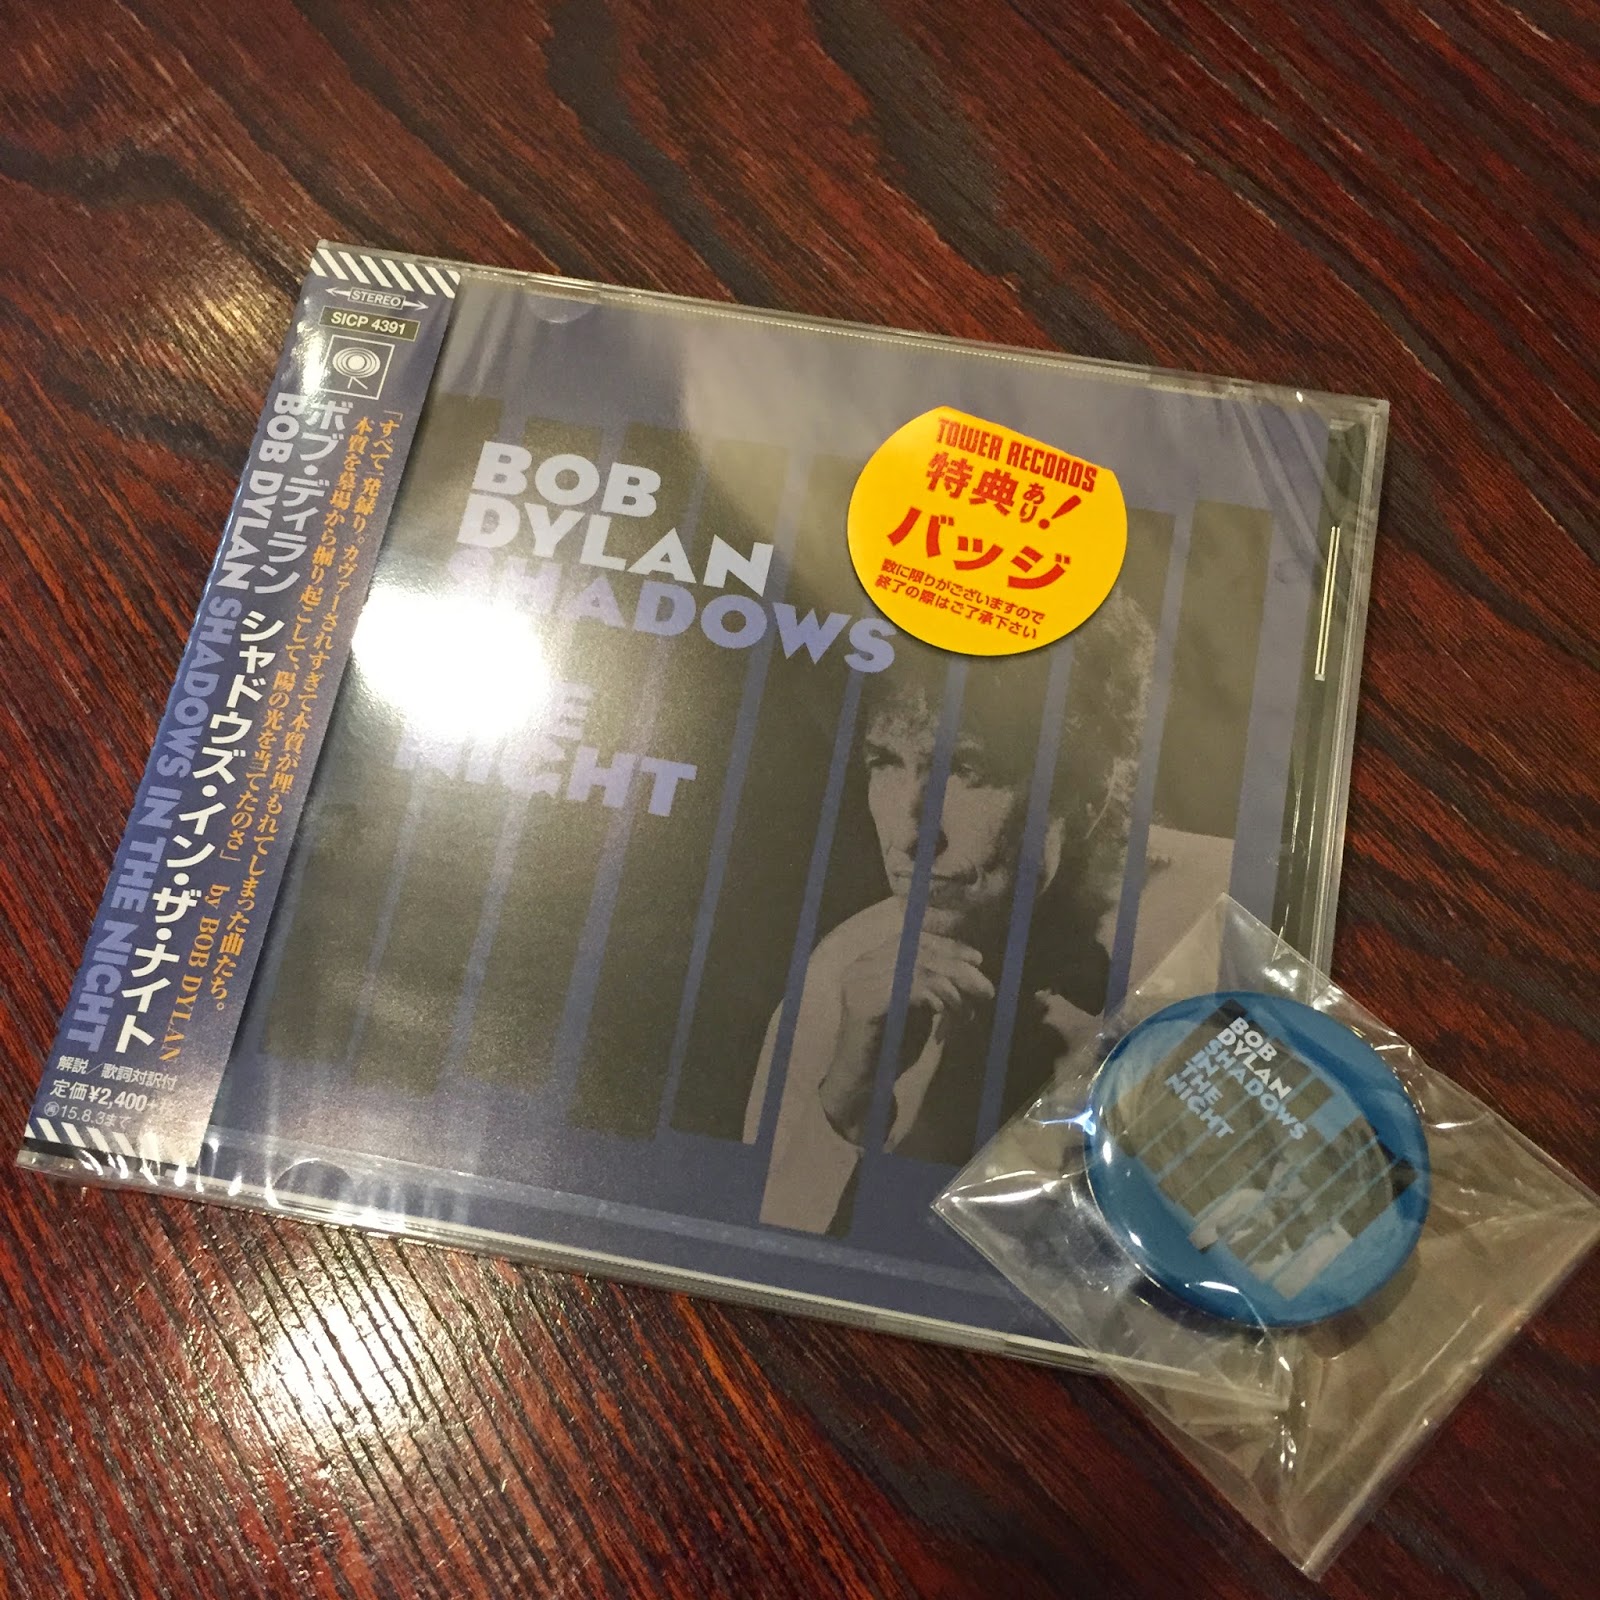 STEREO
SICP 4391
「すべて一発録り。カヴァーされすぎて本質が埋もれてしまった曲たち。
本質を墓場から掘り起こして、陽の光を当てたのさ」 by BOB DYLAN
ボブ・ディラン シャドウズ・イン・ザ・ナイト
BOB DYLAN SHADOWS IN THE NIGHT
解説/歌詞対訳付
定価¥2,400+税
15.8.3まで
BOB
DYLAN
SHADOWS
THE
NIGHT
TOWER RECORDS
特典あり!
バッジ
数に限りがございますので
終了の際はご了承下さい
BOB
DYLAN
SHADOWS
IN
THE
NIGHT